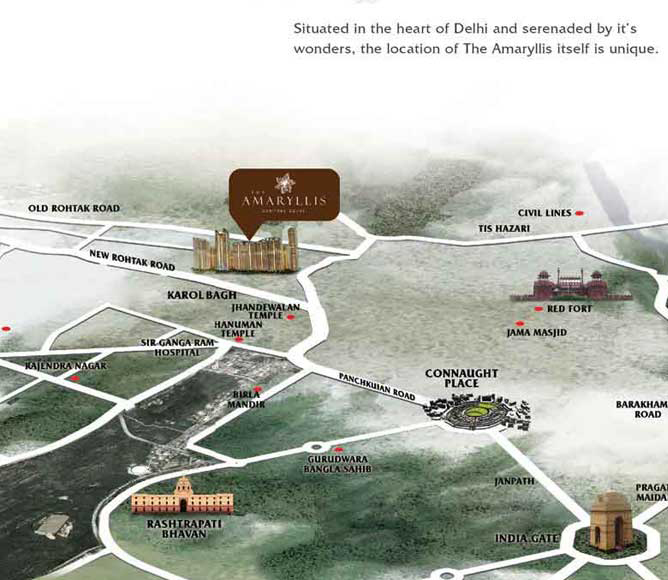 Situated in the heart of Delhi and serenaded by it's
wonders, the location of The Amaryllis itself is unique.
THE
AMARYLLIS
OLD ROHTAK ROAD
CIVIL LINES
TIS HAZARI
NEW ROHTAK ROAD
KAROL BAGH
JHANDEWALAN
TEMPLE
RED FORT
HANUMAN
TEMPLE
JAMA MASJID
SIR GANGA RAM
HOSPITAL
RAJENDRA NAGAR
CONNAUGHT
PLACE
PANCHKUIAN ROAD
BIRLA
MANDIR
BARAKHAM
ROAD
GURUDWARA
BANGLA SAHIB
JANPATH
PRAGA
MAIDA
RASHTRAPATI
BHAVAN
INDIA GATE